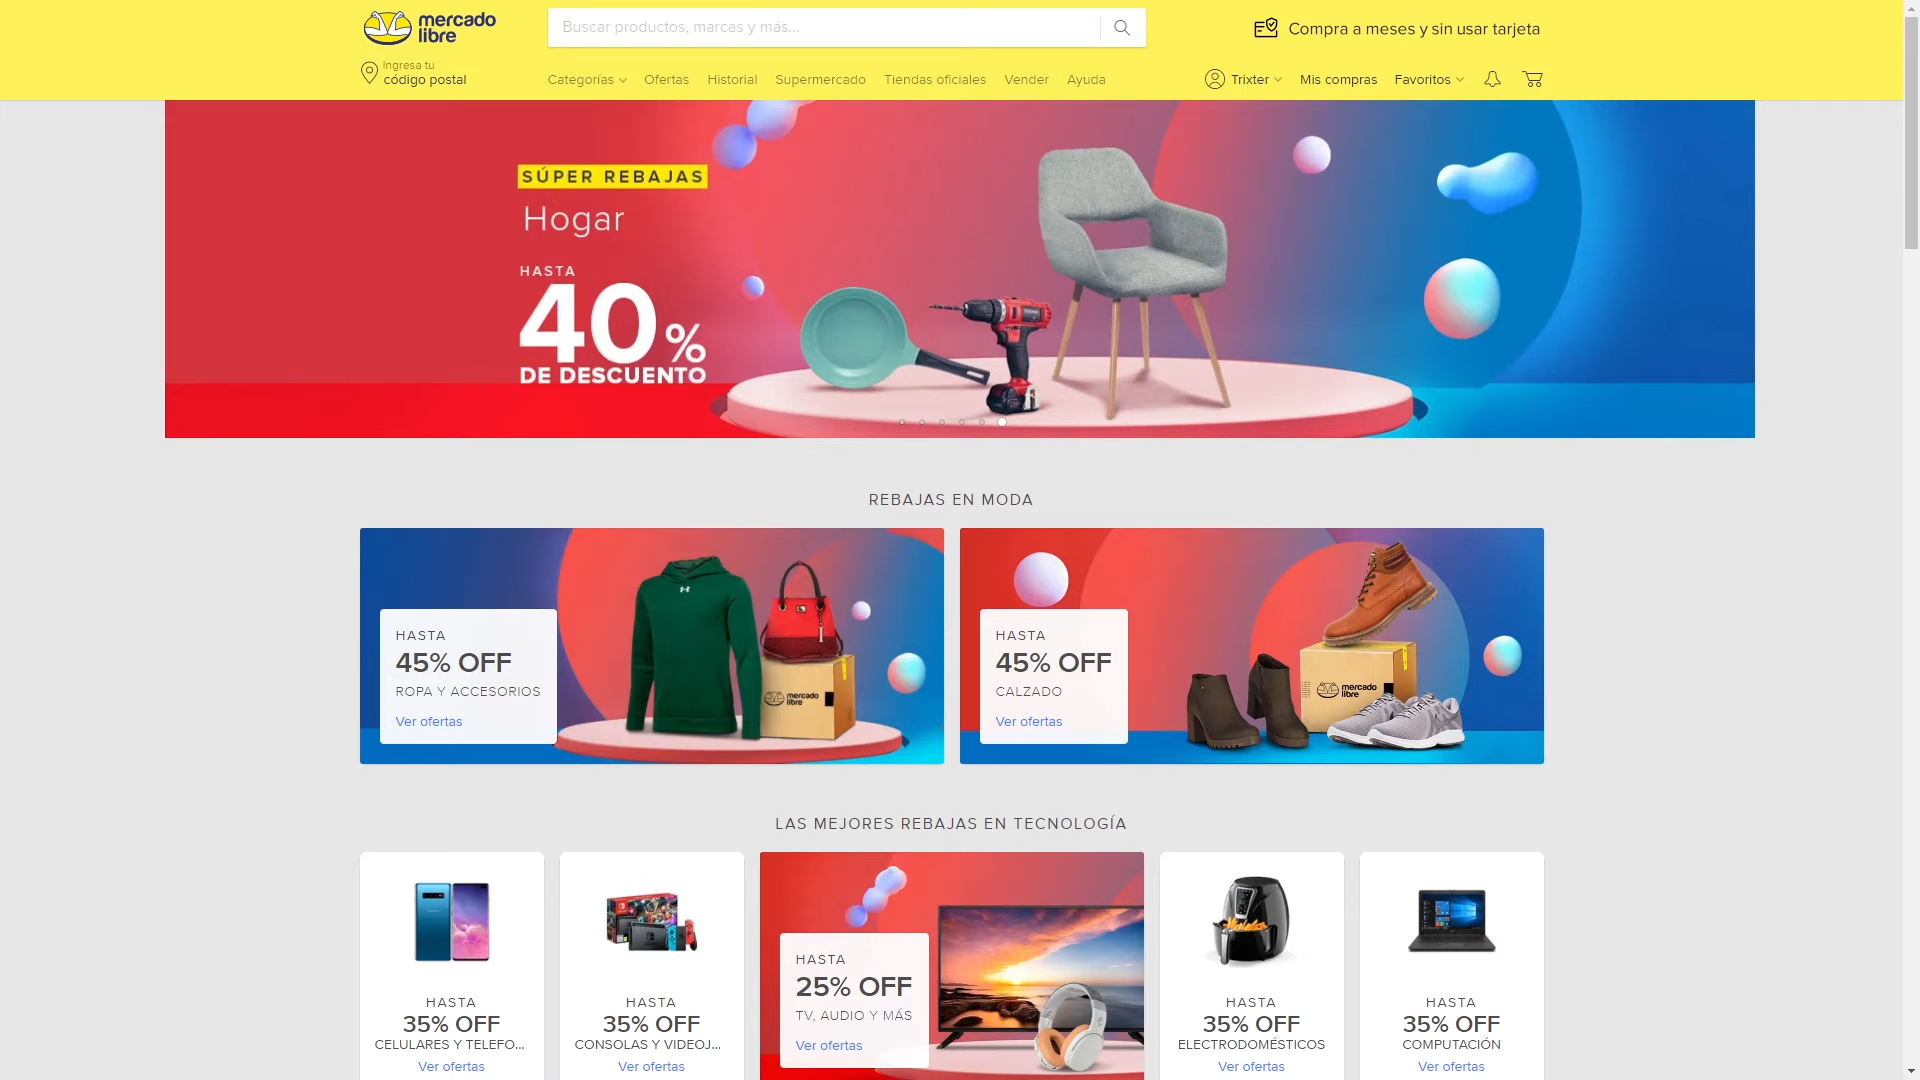 mercado
libre
Buscar productos, marcas y más...
Compra a meses y sin usar tarjeta
Ingresa tu
código postal
Categorías
Ofertas
Historial
Supermercado
Tiendas oficiales
Vender
Ayuda
Trixter
Mis compras
Favoritos
SÚPER REBAJAS
Hogar
HASTA
40%
DE DESCUENTO
REBAJAS EN MODA
HASTA
45% OFF
ROPA Y ACCESORIOS
Ver ofertas
mercado
libre
HASTA
45% OFF
CALZADO
Ver ofertas
mercado
libre
LAS MEJORES REBAJAS EN TECNOLOGÍA
HASTA
35% OFF
CELULARES Y TELEFO...
Ver ofertas
HASTA
35% OFF
CONSOLAS Y VIDEOJ...
Ver ofertas
HASTA
25% OFF
TV, AUDIO Y MÁS
Ver ofertas
HASTA
35% OFF
ELECTRODOMÉSTICOS
Ver ofertas
HASTA
35% OFF
COMPUTACIÓN
Ver ofertas